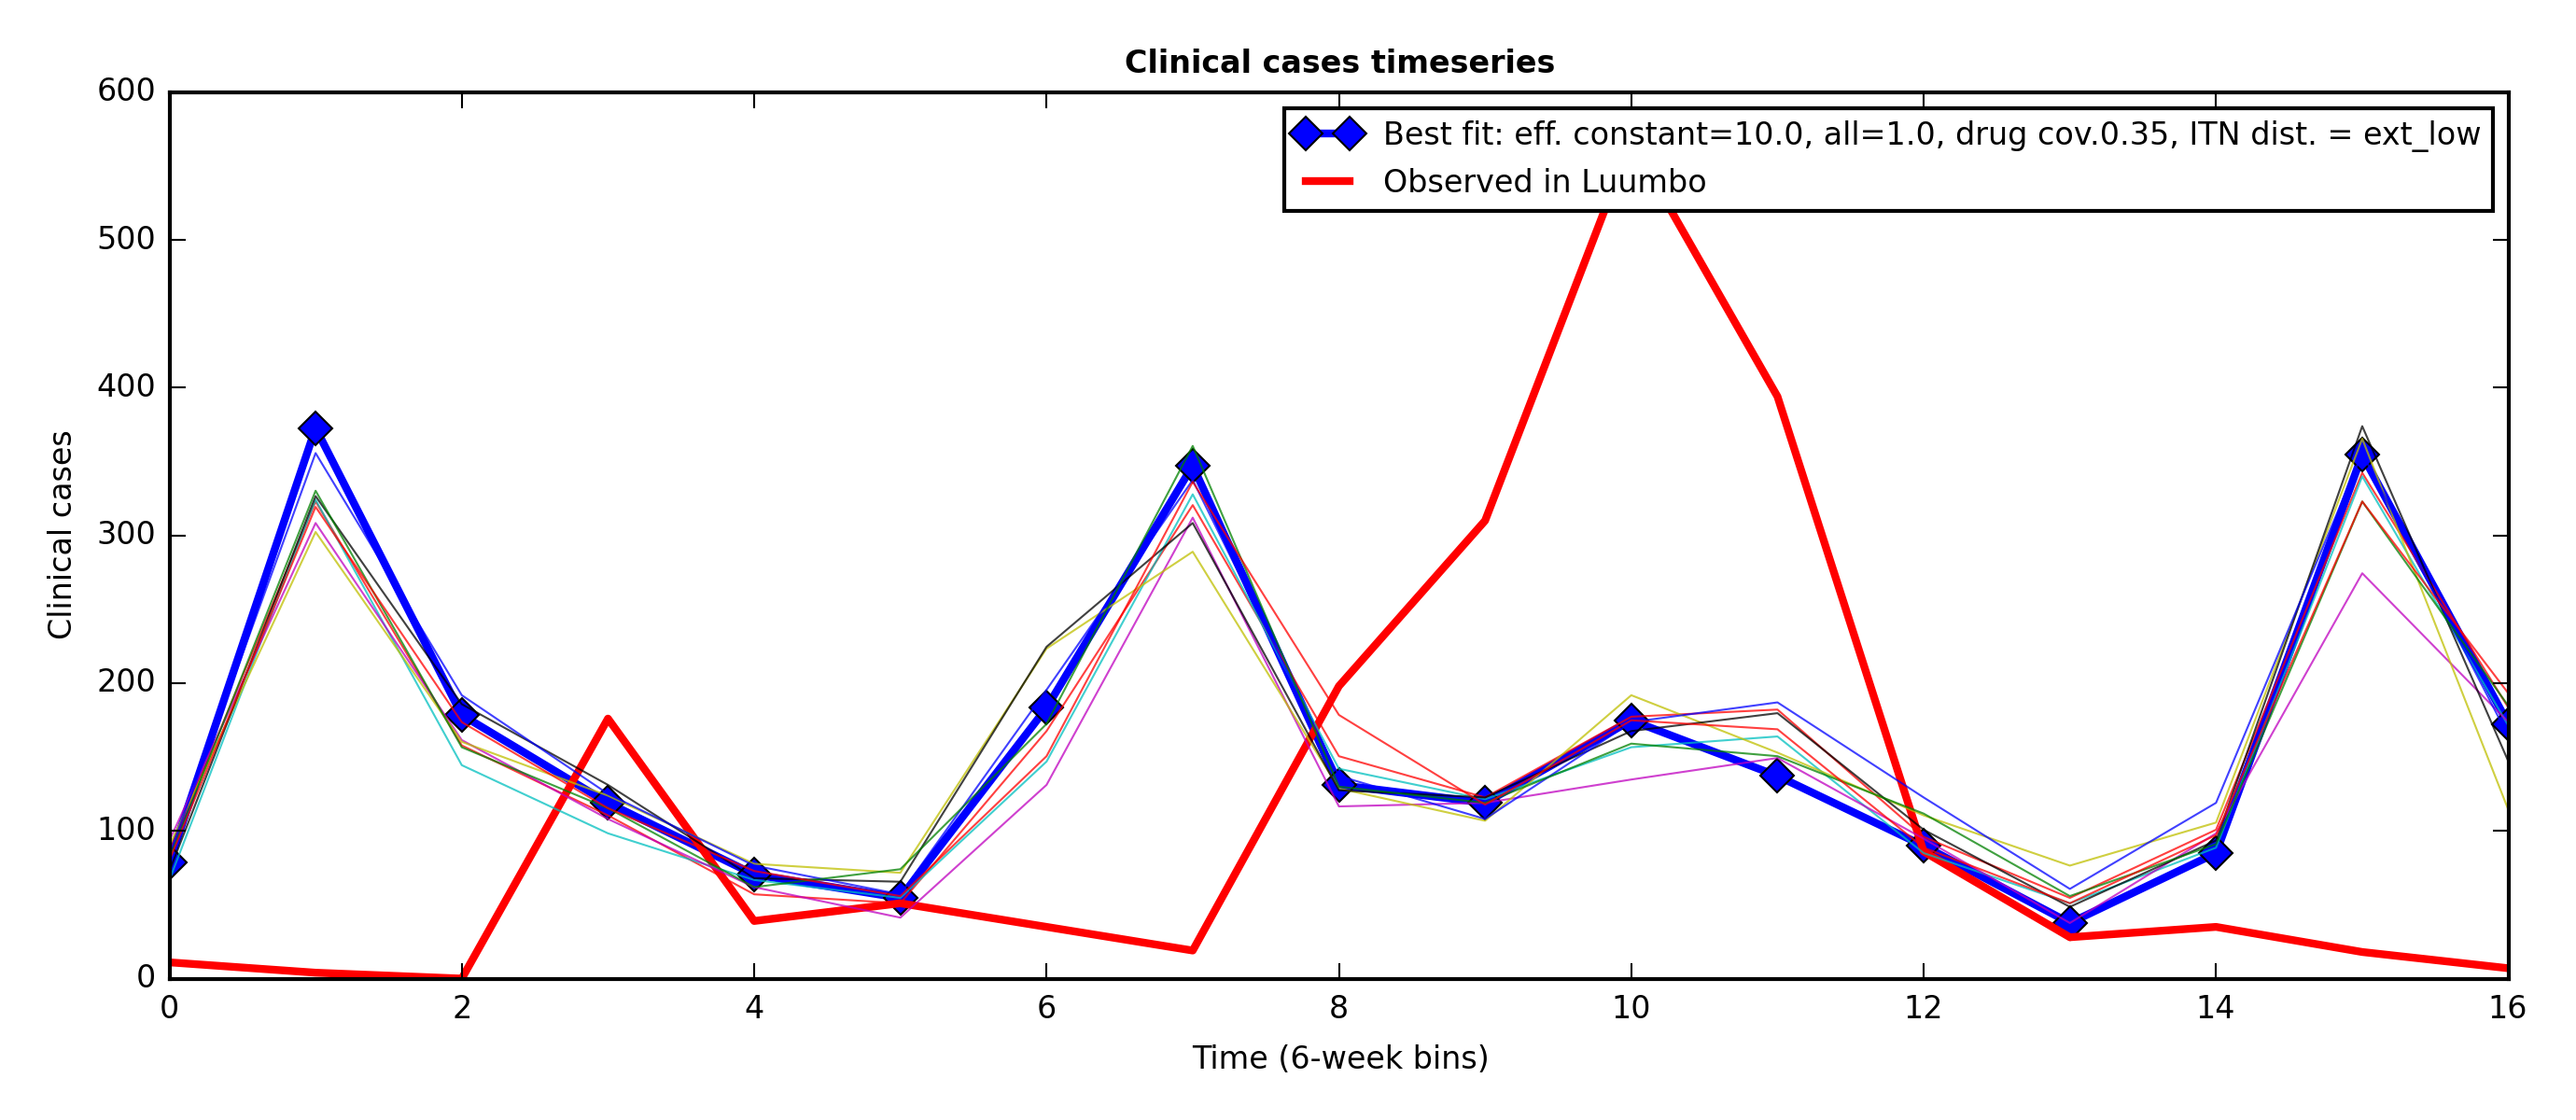 Clinical cases timeseries
600
500
400
300
200
100
0
Clinical cases
Best fit: eff. constant=10.0, all=1.0, drug cov.0.35, ITN dist. = ext_low
Observed in Luumbo
0 2 4 6 8 10 12 14 16
Time (6-week bins)